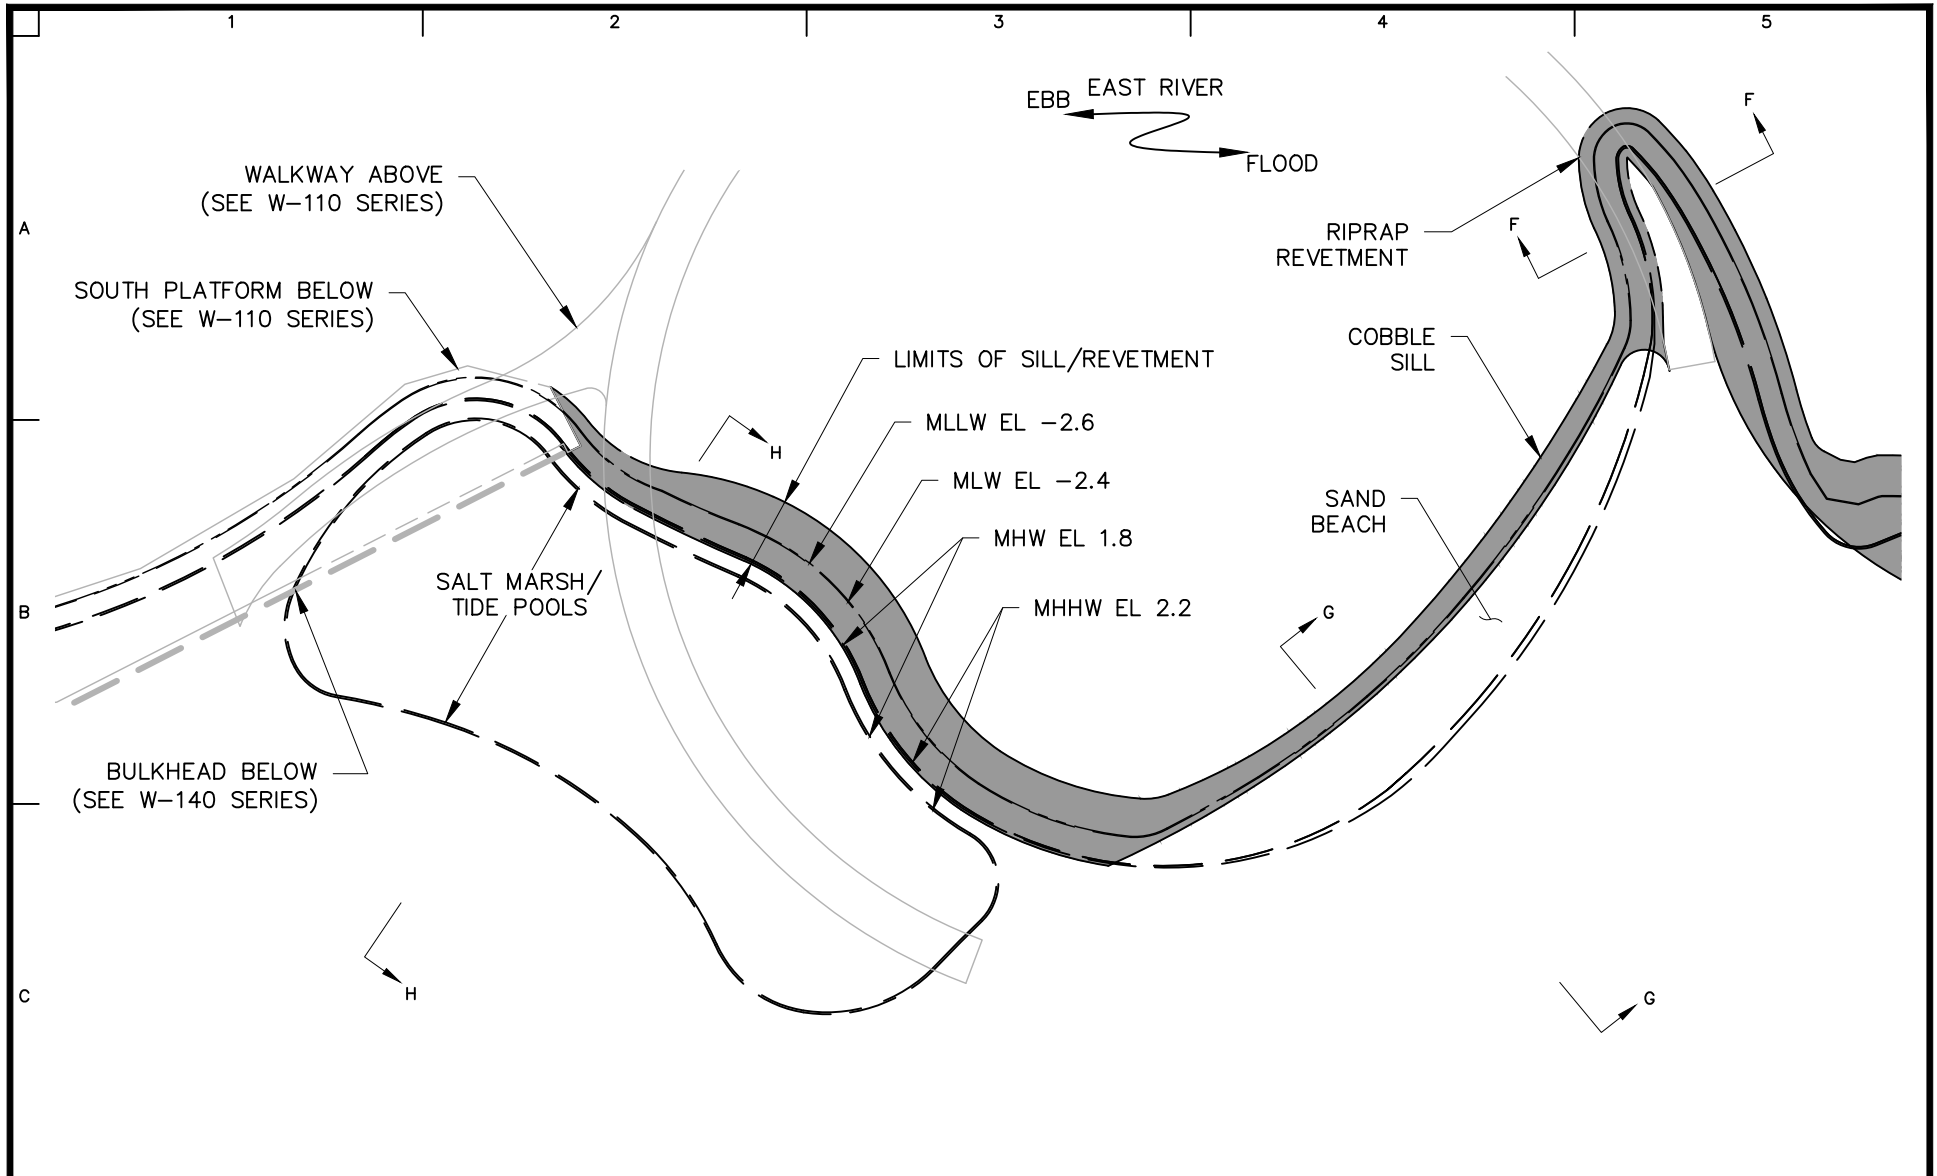 1
2
3
4
5
A
B
C
EBB
EAST RIVER
FLOOD
F
F
WALKWAY ABOVE
(SEE W-110 SERIES)
RIPRAP
REVETMENT
SOUTH PLATFORM BELOW
(SEE W-110 SERIES)
COBBLE
SILL
LIMITS OF SILL/REVETMENT
MLLW EL -2.6
H
MLW EL -2.4
SAND
BEACH
MHW EL 1.8
SALT MARSH/
TIDE POOLS
MHHW EL 2.2
G
BULKHEAD BELOW
(SEE W-140 SERIES)
H
G